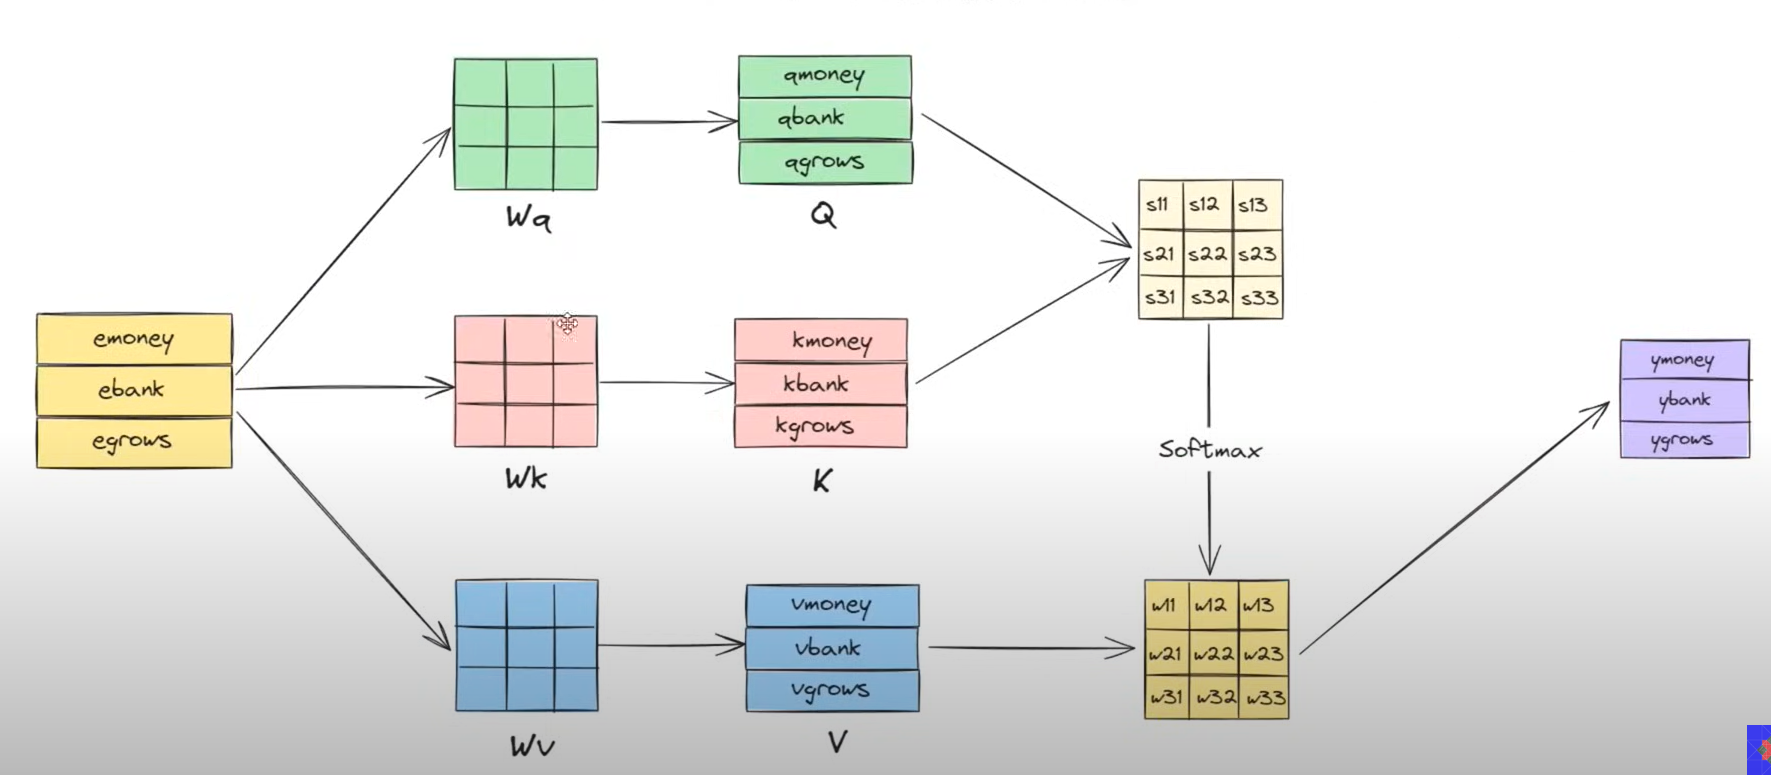 qmoney
qbank
qgrows
Wq
Q
s11 s12 s13
s21 s22 s23
s31 s32 s33
emoney
ebank
egrows
kmoney
kbank
kgrows
Wk
K
Softmax
ymoney
ybank
ygrows
vmoney
vbank
vgrows
Wv
V
w11 w12 w13
w21 w22 w23
w31 w32 w33